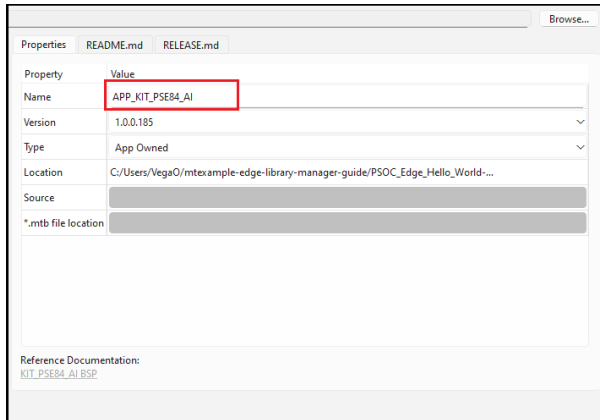 Browse...
Properties README.md RELEASE.md
Property Value
Name APP_KIT_PSE84_AI
Version 1.0.0.185
Type App Owned
Location C:/Users/VegaO/mtexample-edge-library-manager-guide/PSOC_Edge_Hello_World-...
Source
*.mtb file location
Reference Documentation:
KIT_PSE84_AI BSP